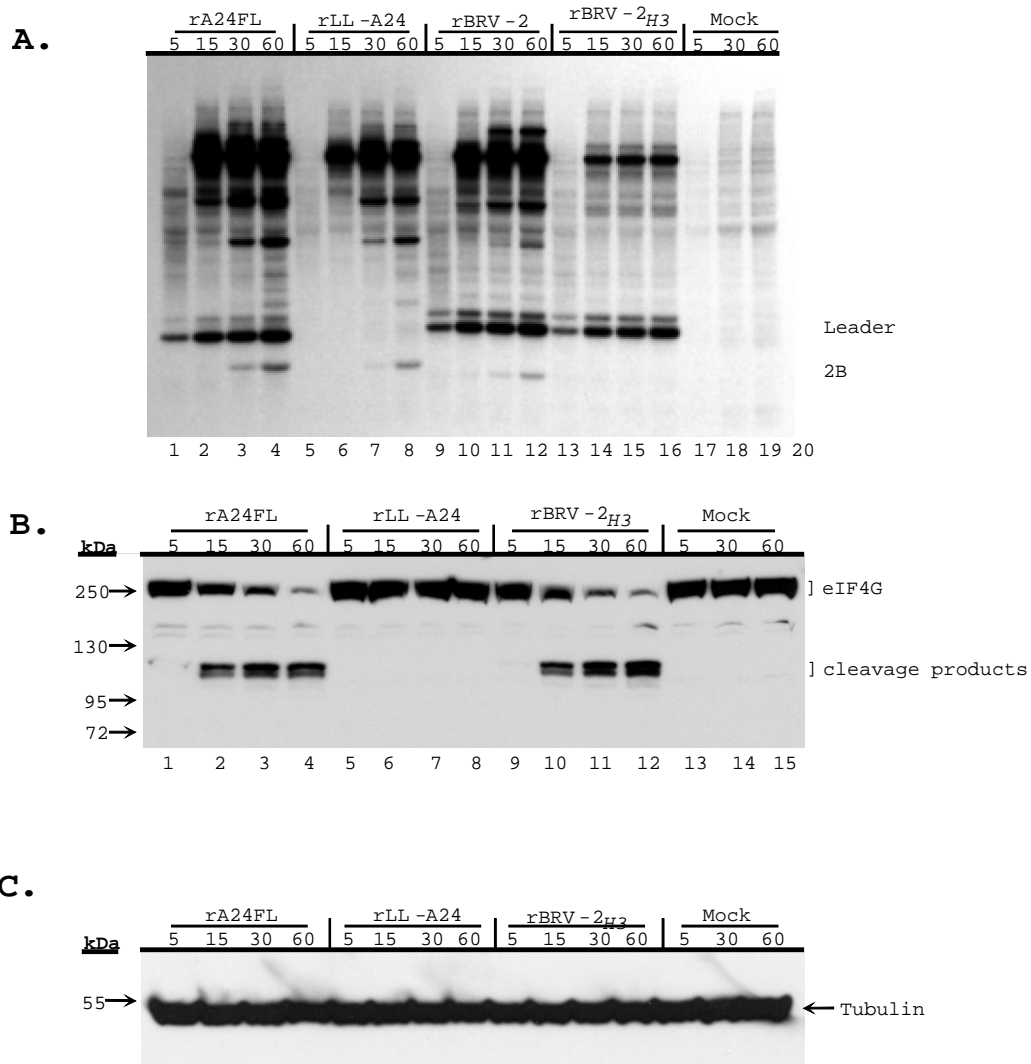 A.
rA24FL rLL-A24 rBRV-2 rBRV-2H3 Mock
5 15 30 60 5 15 30 60 5 15 30 60 5 15 30 60 5 30 60
Leader
2B
1 2 3 4 5 6 7 8 9 10 11 12 13 14 15 16 17 18 19 20
B.
rA24FL rLL-A24 rBRV-2H3 Mock
kDa 5 15 30 60 5 15 30 60 5 15 30 60 5 30 60
250 ] eIF4G
130
] cleavage products
95
72
1 2 3 4 5 6 7 8 9 10 11 12 13 14 15
C.
rA24FL rLL-A24 rBRV-2H3 Mock
kDa 5 15 30 60 5 15 30 60 5 15 30 60 5 30 60
55 Tubulin